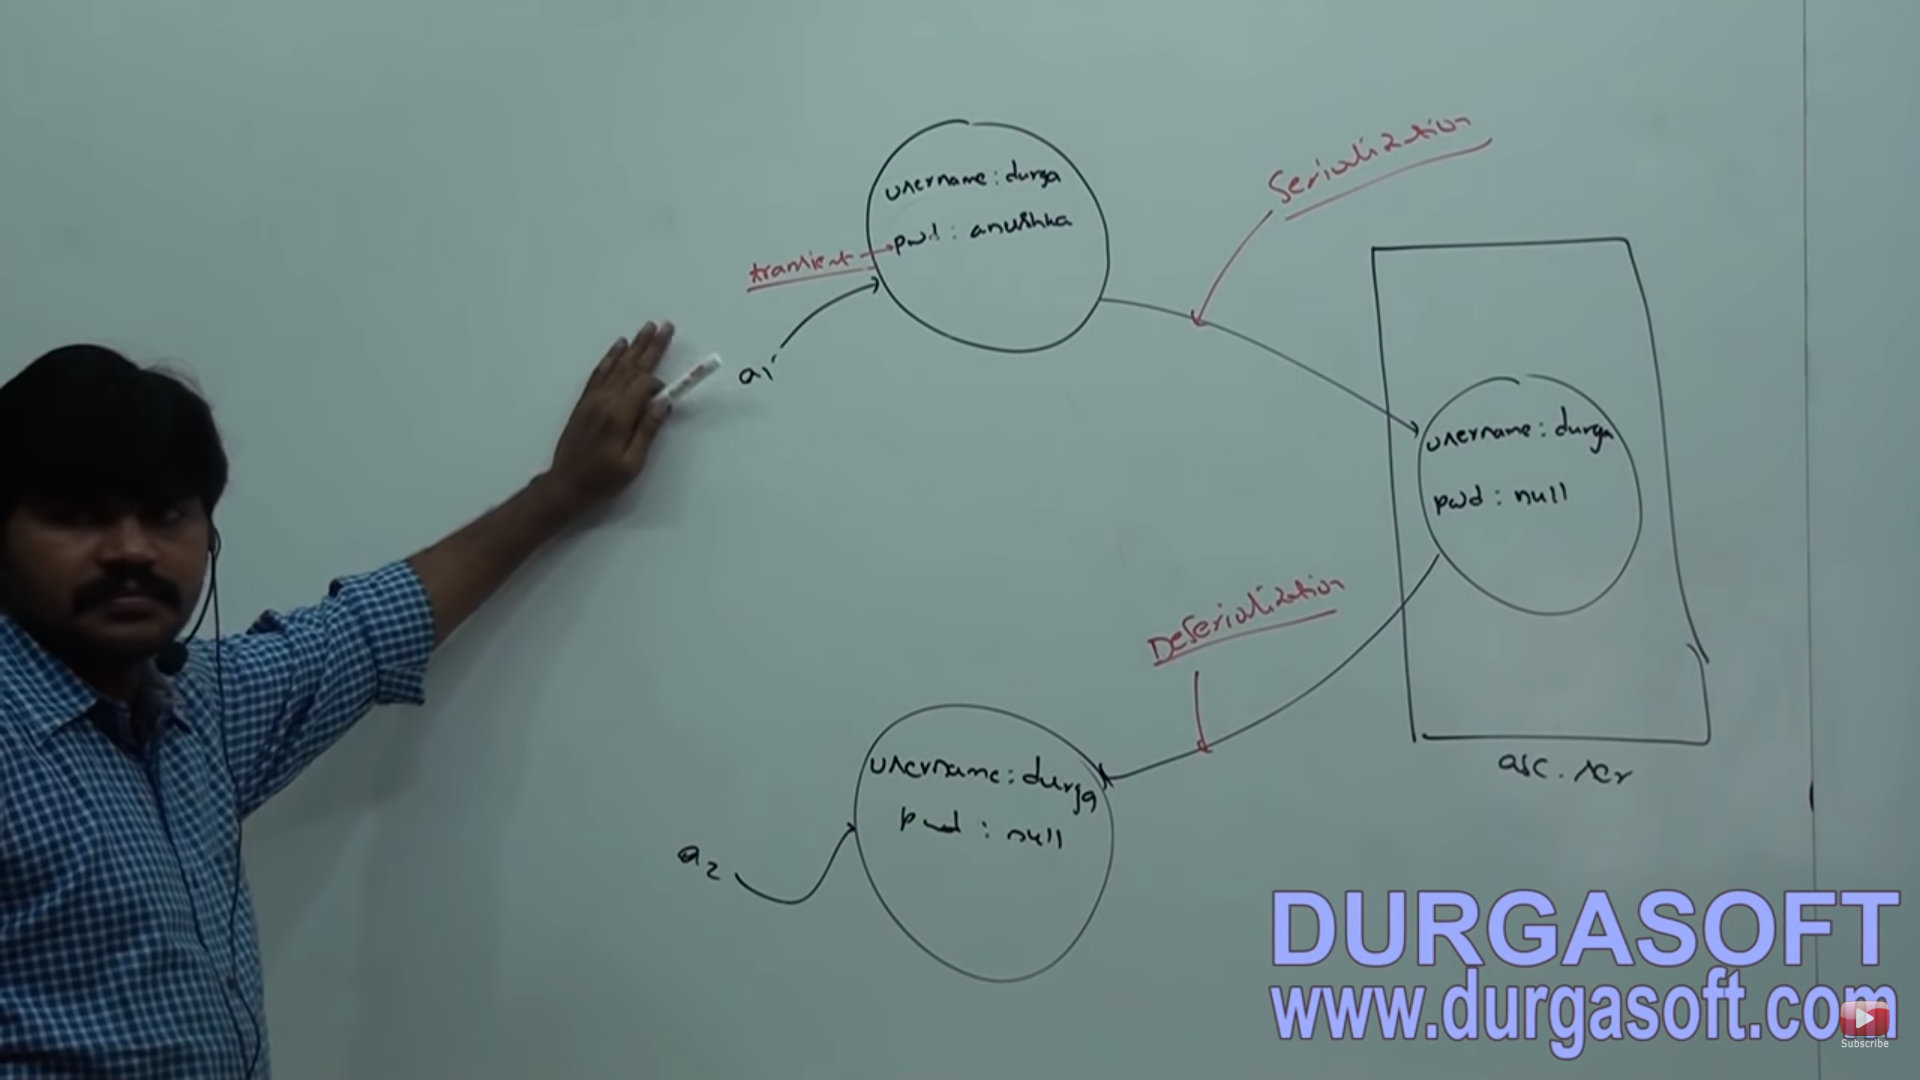 Serialization
username: durga
pwd: anushka
transient
a1
username: durga
pwd: null
Deserialization
abc.ser
username: durga
pwd: null
a2
DURGASOFT
www.durgasoft.com
Subscribe